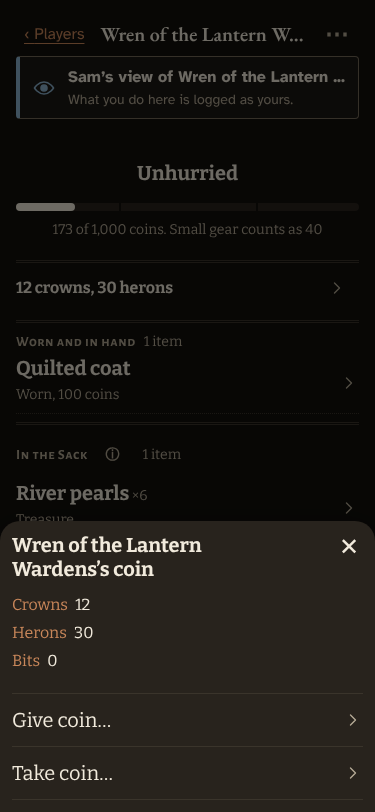 ‹ Players Wren of the Lantern W... ...
Sam's view of Wren of the Lantern ...
What you do here is logged as yours.
Unhurried
173 of 1,000 coins. Small gear counts as 40
12 crowns, 30 herons
Worn and in hand 1 item
Quilted coat
Worn, 100 coins
In the Sack 1 item
River pearls ×6
Treasure
Wren of the Lantern
Wardens’s coin
Crowns 12
Herons 30
Bits 0
Give coin...
Take coin...